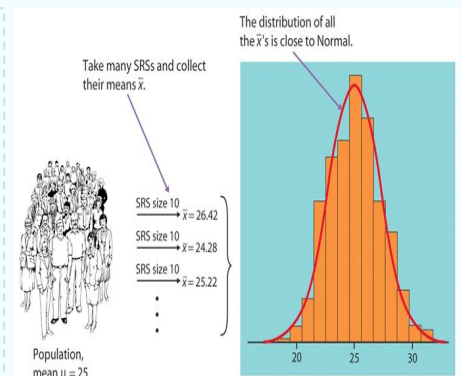 The distribution of all
the x̄'s is close to Normal.
Take many SRSs and collect
their means x̄.
SRS size 10
x̄ = 26.42
SRS size 10
x̄ = 24.28
SRS size 10
x̄ = 25.22
Population,
mean μ = 25
20 25 30